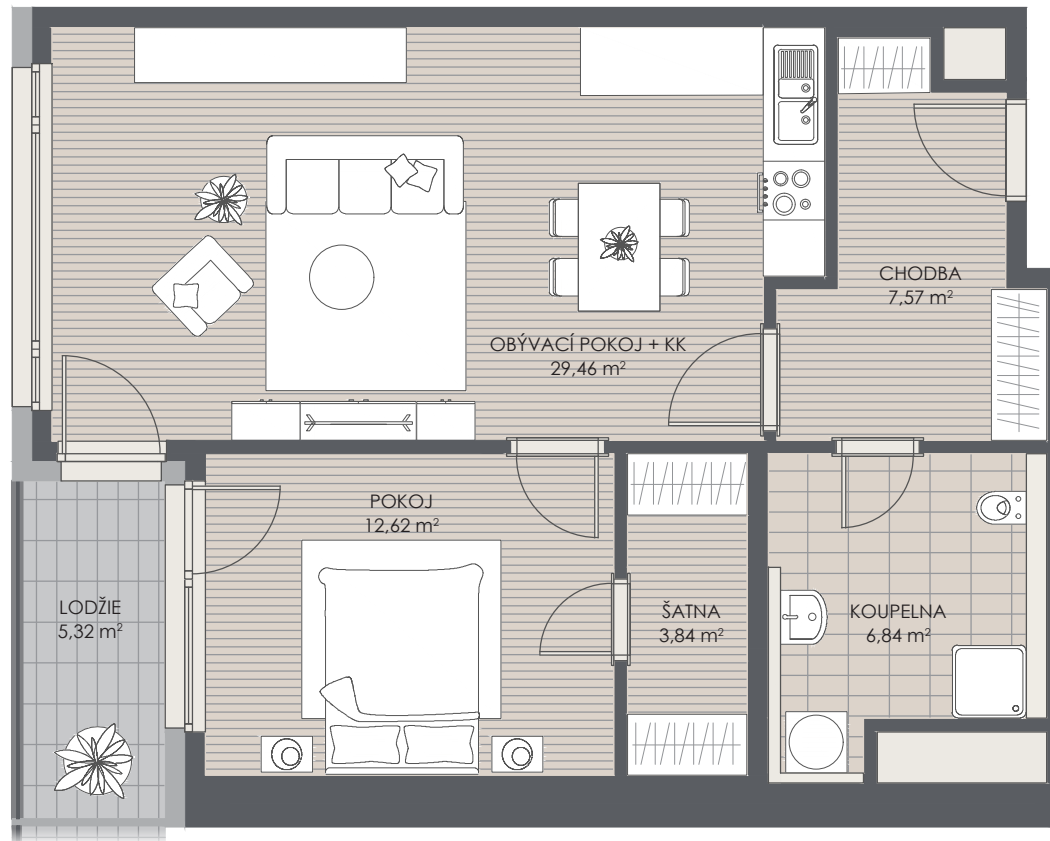 CHODBA
7,57 m²
OBÝVACÍ POKOJ + KK
29,46 m²
POKOJ
12,62 m²
LODŽIE
5,32 m²
ŠATNA
3,84 m²
KOUPELNA
6,84 m²